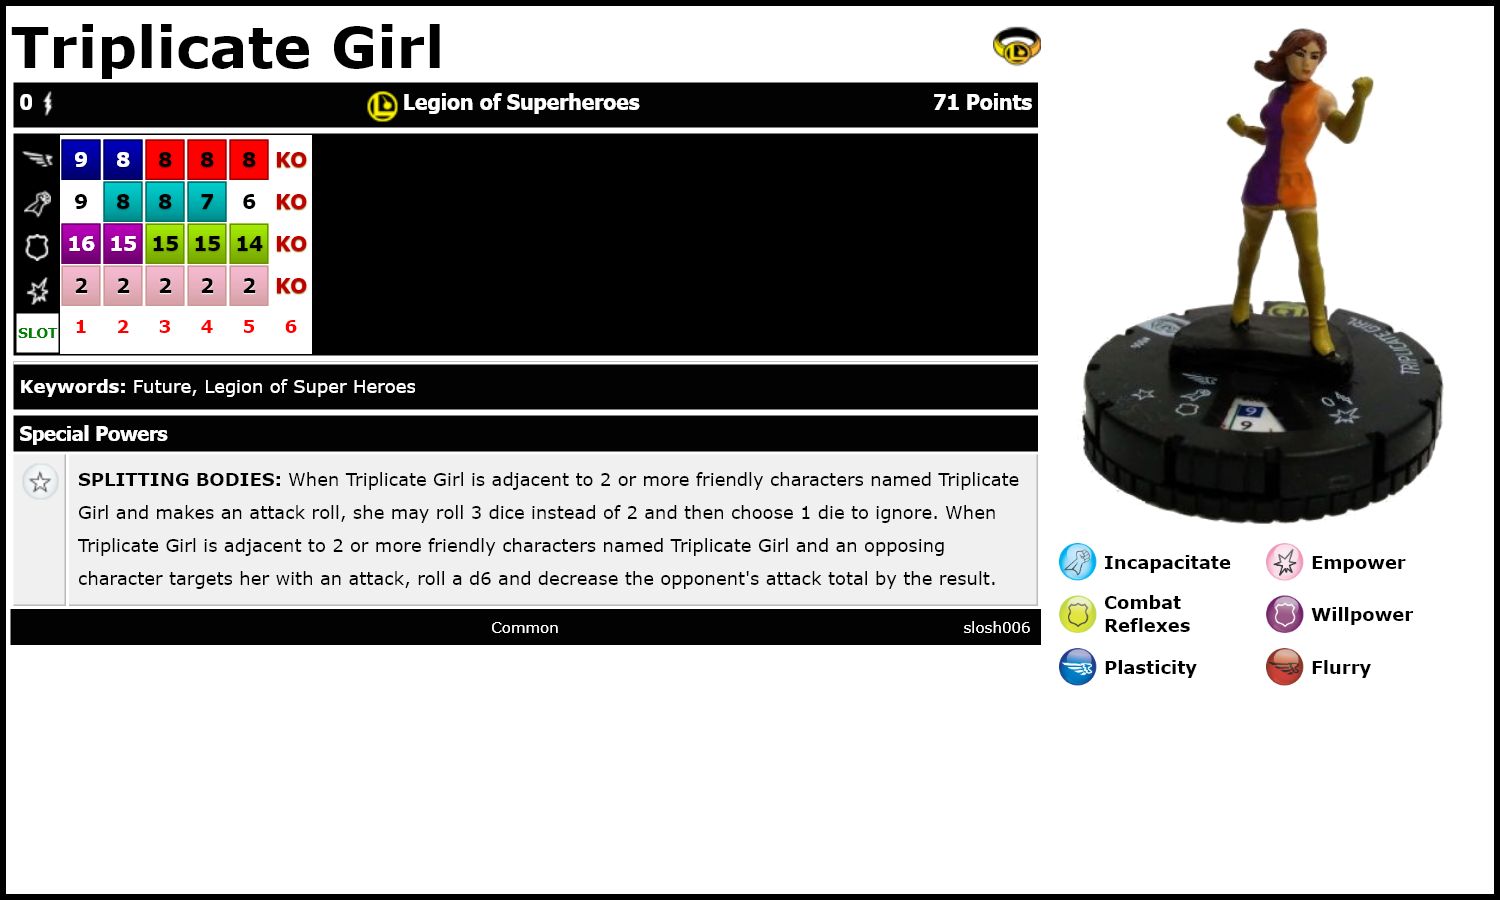 Triplicate Girl
0 Legion of Superheroes 71 Points
9 8 8 8 8 KO
9 8 8 7 6 KO
16 15 15 15 14 KO
2 2 2 2 2 KO
SLOT 1 2 3 4 5 6
Keywords: Future, Legion of Super Heroes
Special Powers
SPLITTING BODIES: When Triplicate Girl is adjacent to 2 or more friendly characters named Triplicate
Girl and makes an attack roll, she may roll 3 dice instead of 2 and then choose 1 die to ignore. When
Triplicate Girl is adjacent to 2 or more friendly characters named Triplicate Girl and an opposing
character targets her with an attack, roll a d6 and decrease the opponent's attack total by the result.
Common slosh006
TRIPLICATE GIRL
#006
0
9
9
Incapacitate Empower
Combat
Reflexes
Willpower
Plasticity Flurry